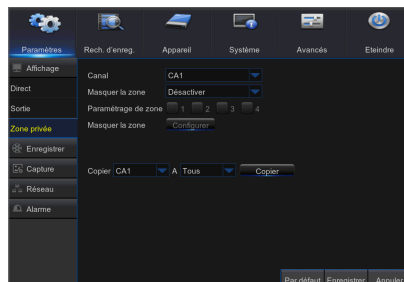 Paramètres Rech. d'enreg. Appareil Système Avancés Eteindre
Affichage
Direct
Sortie
Zone privée
Enregistrer
Capture
Réseau
Alarme
Canal CA1
Masquer la zone Désactiver
Paramétrage de zone 1 2 3 4
Masquer la zone Configurer
Copier CA1 A Tous Copier
Par défaut Enregistrer Annuler